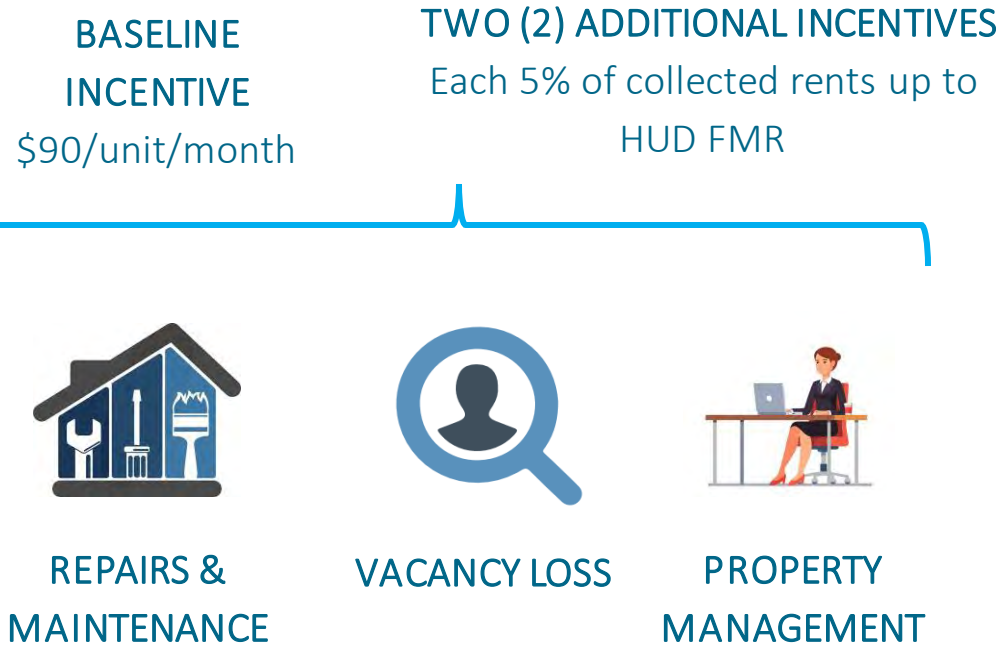 BASELINE
INCENTIVE
$90/unit/month
TWO (2) ADDITIONAL INCENTIVES
Each 5% of collected rents up to
HUD FMR
REPAIRS &
MAINTENANCE
VACANCY LOSS
PROPERTY
MANAGEMENT